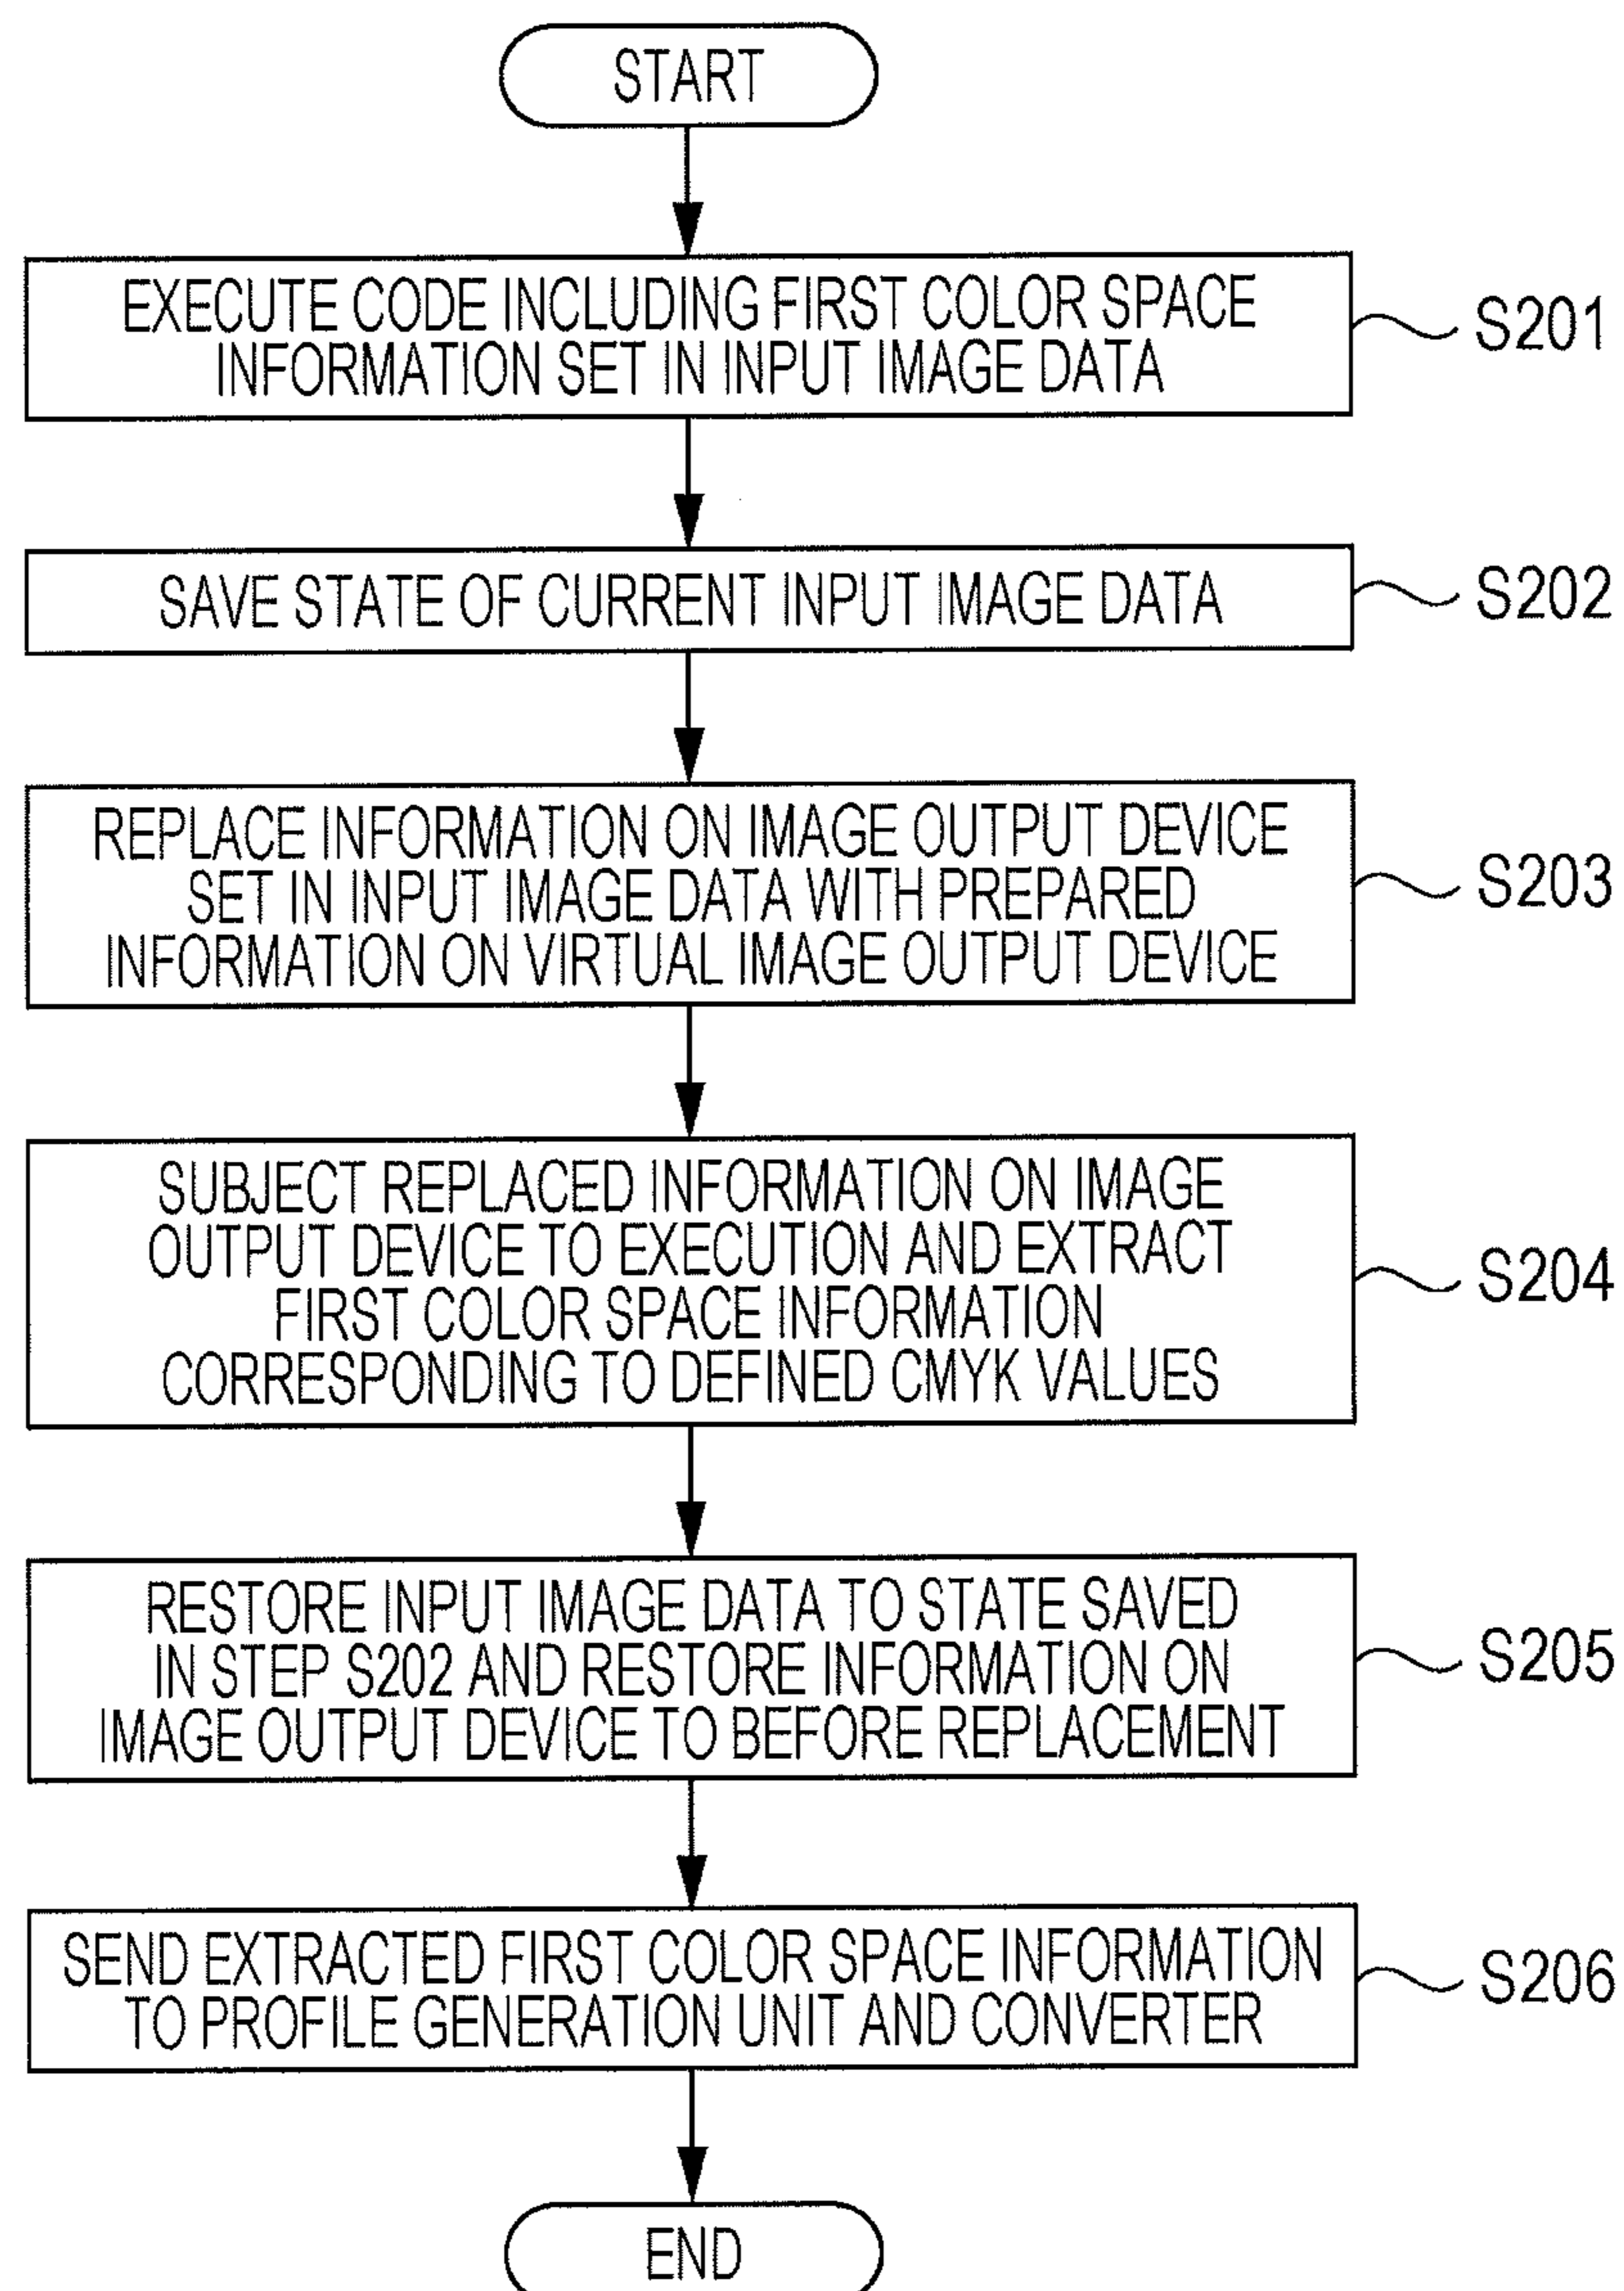 START
EXECUTE CODE INCLUDING FIRST COLOR SPACE
INFORMATION SET IN INPUT IMAGE DATA
S201
SAVE STATE OF CURRENT INPUT IMAGE DATA
S202
REPLACE INFORMATION ON IMAGE OUTPUT DEVICE
SET IN INPUT IMAGE DATA WITH PREPARED
INFORMATION ON VIRTUAL IMAGE OUTPUT DEVICE
S203
SUBJECT REPLACED INFORMATION ON IMAGE
OUTPUT DEVICE TO EXECUTION AND EXTRACT
FIRST COLOR SPACE INFORMATION
CORRESPONDING TO DEFINED CMYK VALUES
S204
RESTORE INPUT IMAGE DATA TO STATE SAVED
IN STEP S202 AND RESTORE INFORMATION ON
IMAGE OUTPUT DEVICE TO BEFORE REPLACEMENT
S205
SEND EXTRACTED FIRST COLOR SPACE INFORMATION
TO PROFILE GENERATION UNIT AND CONVERTER
S206
END